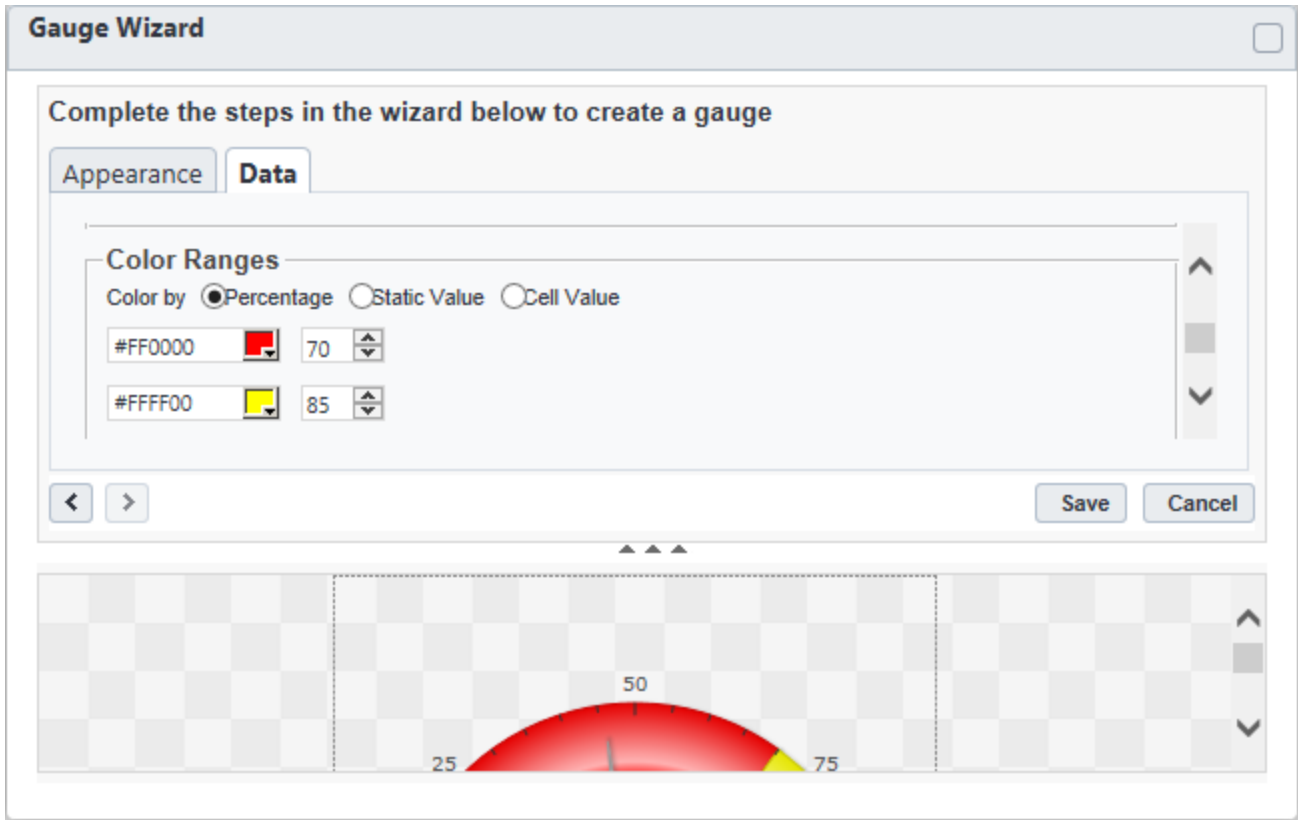 Gauge Wizard
Complete the steps in the wizard below to create a gauge
Appearance Data
Color Ranges
Color by Percentage Static Value Cell Value
#FF0000 70
#FFFF00 85
Save Cancel
50
25 75